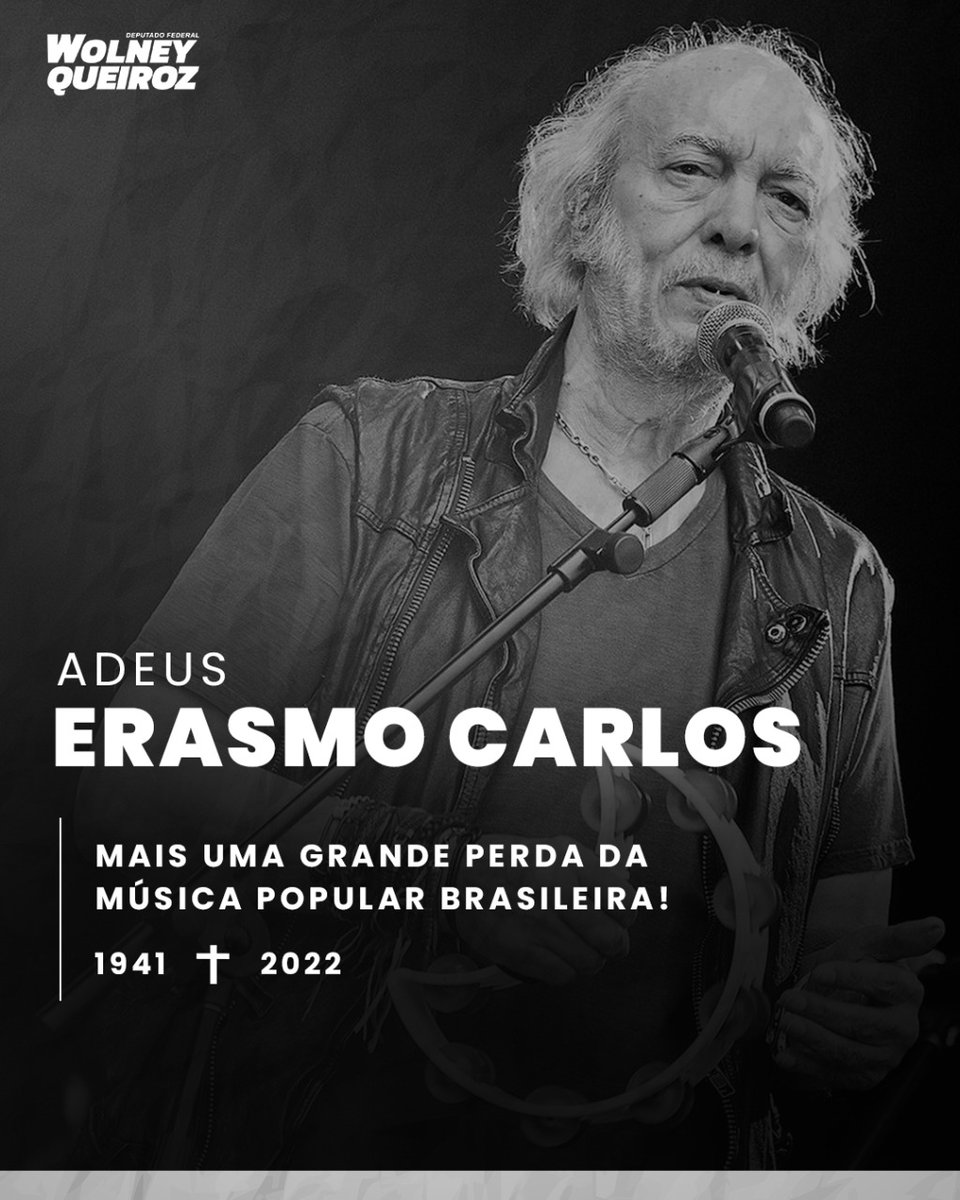 DEPUTADO FEDERAL
WOLNEY
QUEIROZ
ADEUS
ERASMO CARLOS
MAIS UMA GRANDE PERDA DA
MÚSICA POPULAR BRASILEIRA!
1941 ✝ 2022